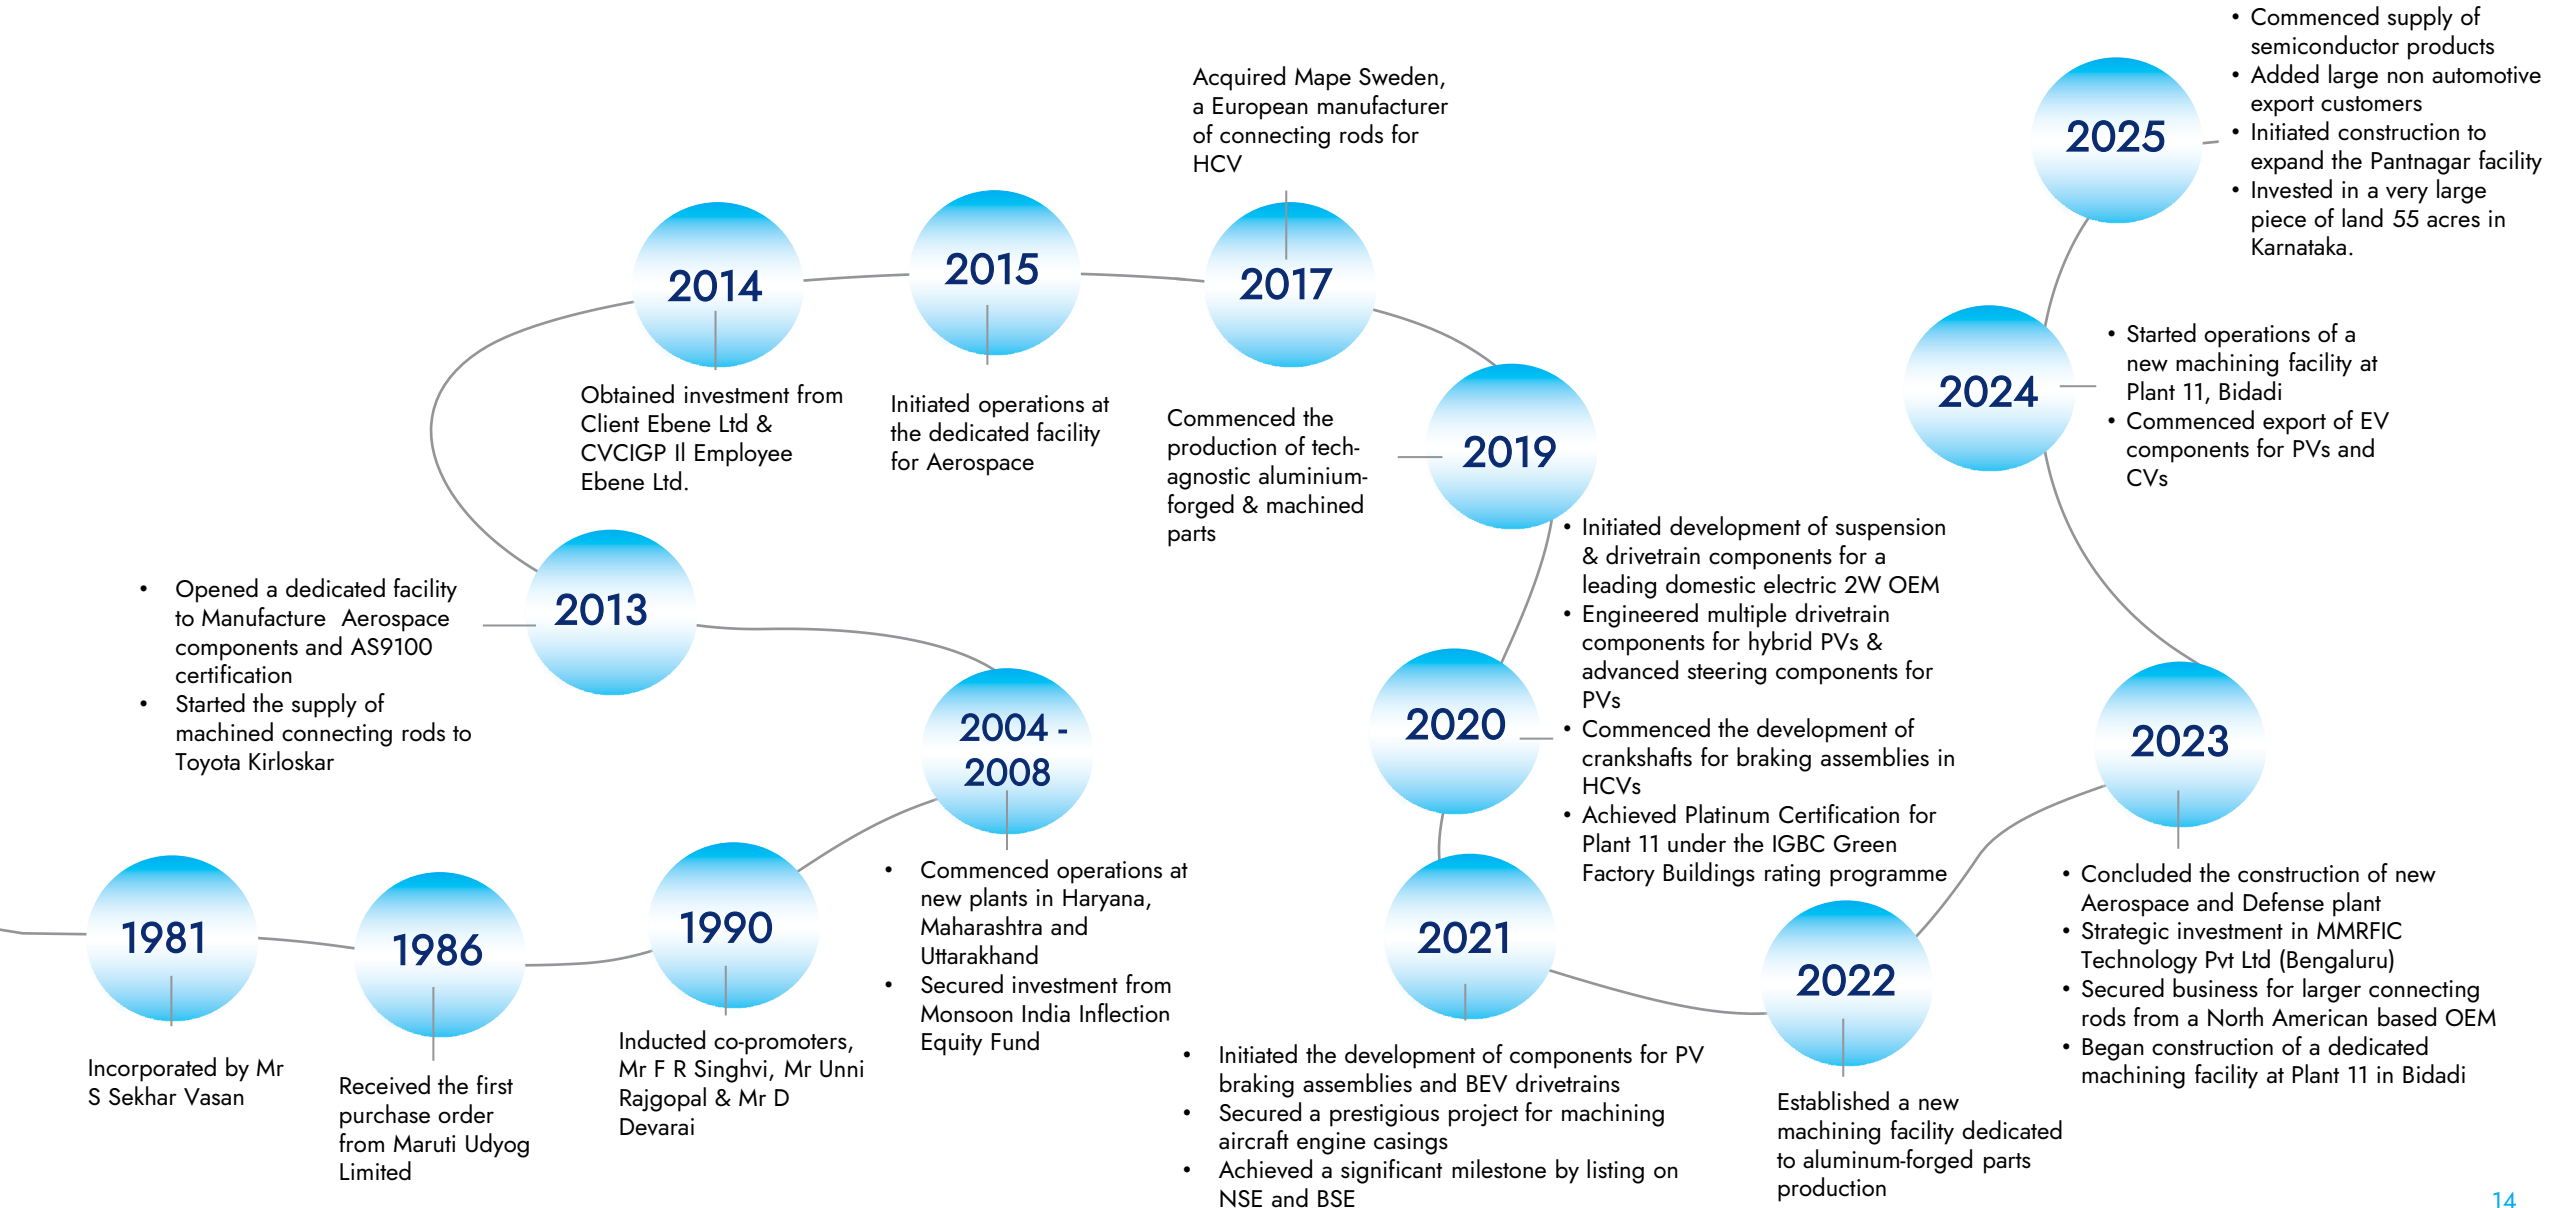 1981
Incorporated by Mr
S Sekhar Vasan
1986
Received the first
purchase order
from Maruti Udyog
Limited
1990
Inducted co-promoters,
Mr F R Singhvi, Mr Unni
Rajgopal & Mr D
Devarai
2004 -
2008
• Commenced operations at
new plants in Haryana,
Maharashtra and
Uttarakhand
• Secured investment from
Monsoon India Inflection
Equity Fund
2013
• Opened a dedicated facility
to Manufacture Aerospace
components and AS9100
certification
• Started the supply of
machined connecting rods to
Toyota Kirloskar
2014
Obtained investment from
Client Ebene Ltd &
CVCIGP Il Employee
Ebene Ltd.
2015
Initiated operations at
the dedicated facility
for Aerospace
Acquired Mape Sweden,
a European manufacturer
of connecting rods for
HCV
2017
2019
Commenced the
production of tech-
agnostic aluminium-
forged & machined
parts
2020
• Initiated development of suspension
& drivetrain components for a
leading domestic electric 2W OEM
• Engineered multiple drivetrain
components for hybrid PVs &
advanced steering components for
PVs
• Commenced the development of
crankshafts for braking assemblies in
HCVs
• Achieved Platinum Certification for
Plant 11 under the IGBC Green
Factory Buildings rating programme
2021
• Initiated the development of components for PV
braking assemblies and BEV drivetrains
• Secured a prestigious project for machining
aircraft engine casings
• Achieved a significant milestone by listing on
NSE and BSE
2022
Established a new
machining facility dedicated
to aluminum-forged parts
production
2023
• Concluded the construction of new
Aerospace and Defense plant
• Strategic investment in MMRFIC
Technology Pvt Ltd (Bengaluru)
• Secured business for larger connecting
rods from a North American based OEM
• Began construction of a dedicated
machining facility at Plant 11 in Bidadi
2024
• Started operations of a
new machining facility at
Plant 11, Bidadi
• Commenced export of EV
components for PVs and
CVs
2025
• Commenced supply of
semiconductor products
• Added large non automotive
export customers
• Initiated construction to
expand the Pantnagar facility
• Invested in a very large
piece of land 55 acres in
Karnataka.
14